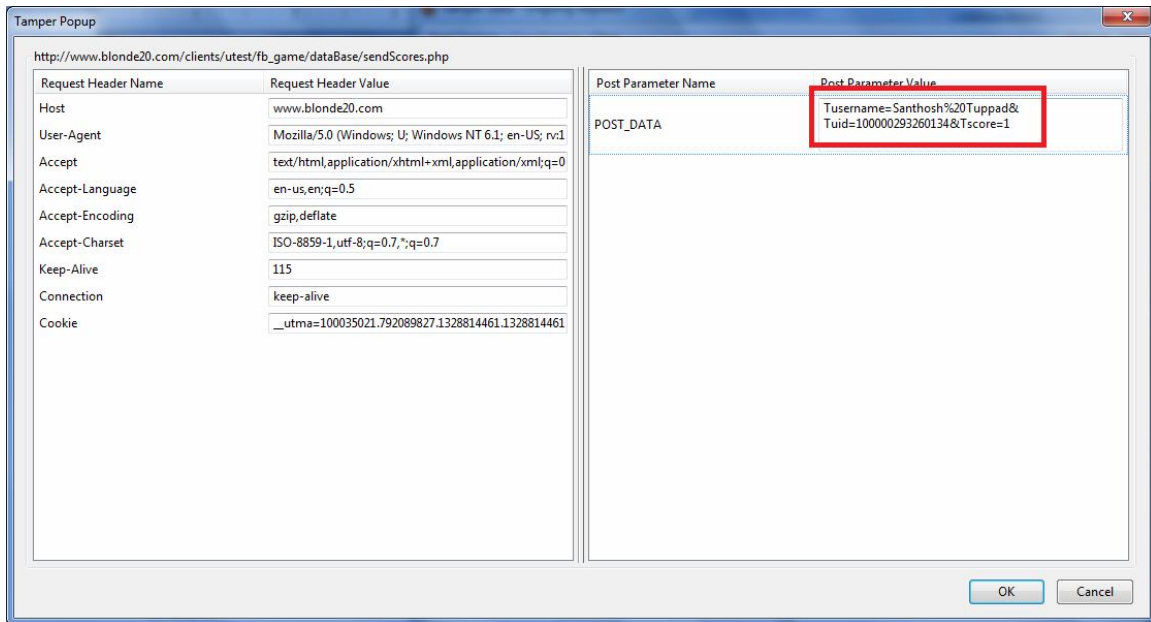 Tamper Popup
x
http://www.blonde20.com/clients/utest/fb_game/dataBase/sendScores.php
Request Header Name Request Header Value
Host www.blonde20.com
User-Agent Mozilla/5.0 (Windows; U; Windows NT 6.1; en-US; rv:1
Accept text/html,application/xhtml+xml,application/xml;q=0
Accept-Language en-us,en;q=0.5
Accept-Encoding gzip,deflate
Accept-Charset ISO-8859-1,utf-8;q=0.7,*;q=0.7
Keep-Alive 115
Connection keep-alive
Cookie __utma=100035021.792089827.1328814461.1328814461
Post Parameter Name Post Parameter Value
POST_DATA
Tusername=Santhosh%20Tuppad&
Tuid=100000293260134&Tscore=1
OK Cancel